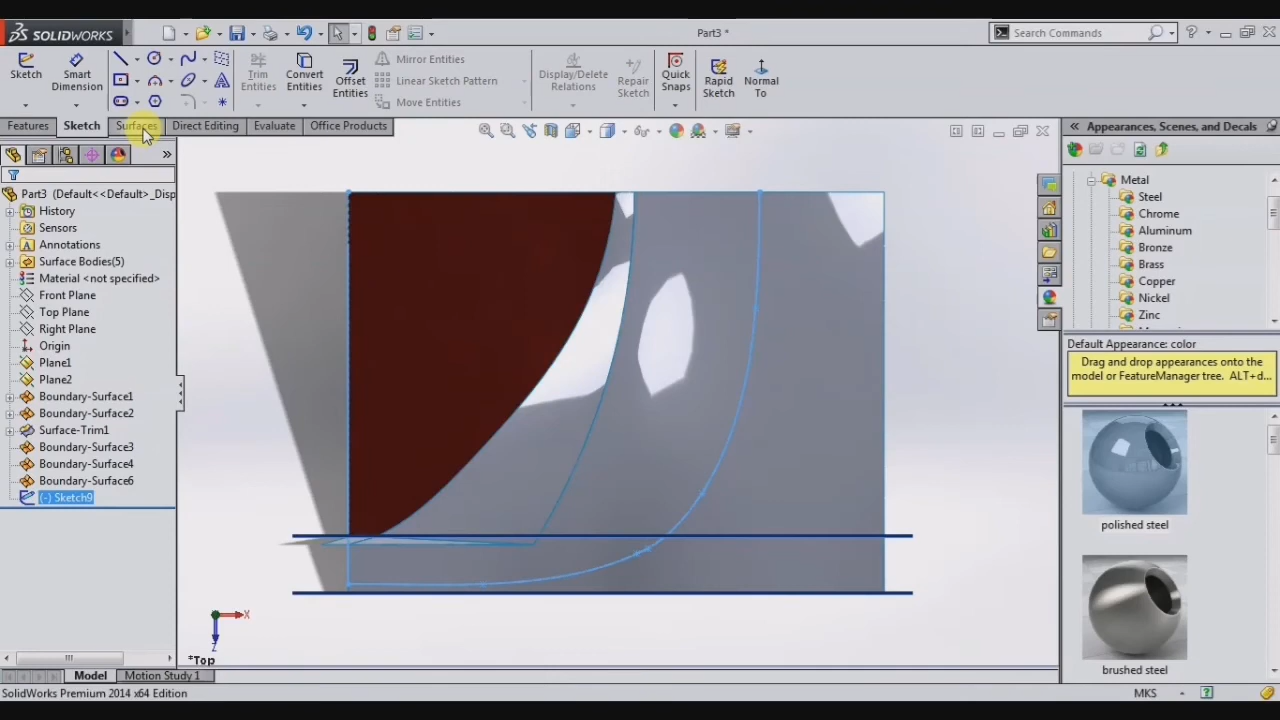 SOLIDWORKS
Part3 *
Search Commands
Sketch
Smart
Dimension
Trim
Entities
Convert
Entities
Offset
Entities
Mirror Entities
Linear Sketch Pattern
Move Entities
Display/Delete
Relations
Repair
Sketch
Quick
Snaps
Rapid
Sketch
Normal
To
Features
Sketch
Surfaces
Direct Editing
Evaluate
Office Products
Appearances, Scenes, and Decals
Part3 (Default<<Default>_Disp
History
Sensors
Annotations
Surface Bodies(5)
Material <not specified>
Front Plane
Top Plane
Right Plane
Origin
Plane1
Plane2
Boundary-Surface1
Boundary-Surface2
Surface-Trim1
Boundary-Surface3
Boundary-Surface4
Boundary-Surface6
(-) Sketch9
X
Z
*Top
Metal
Steel
Chrome
Aluminum
Bronze
Brass
Copper
Nickel
Zinc
Default Appearance: color
Drag and drop appearances onto the
model or FeatureManager tree. ALT+d...
polished steel
brushed steel
Model
Motion Study 1
SolidWorks Premium 2014 x64 Edition
MKS